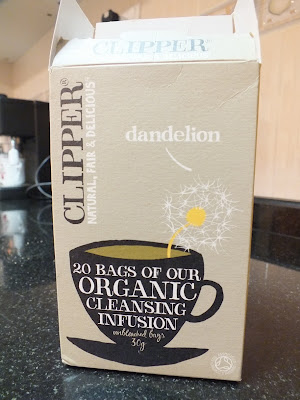 CLIPPER®
CLIPPER®
NATURAL, FAIR & DELICIOUS®
dandelion
20 BAGS OF OUR
ORGANIC
CLEANSING
INFUSION
unbleached bags
30g